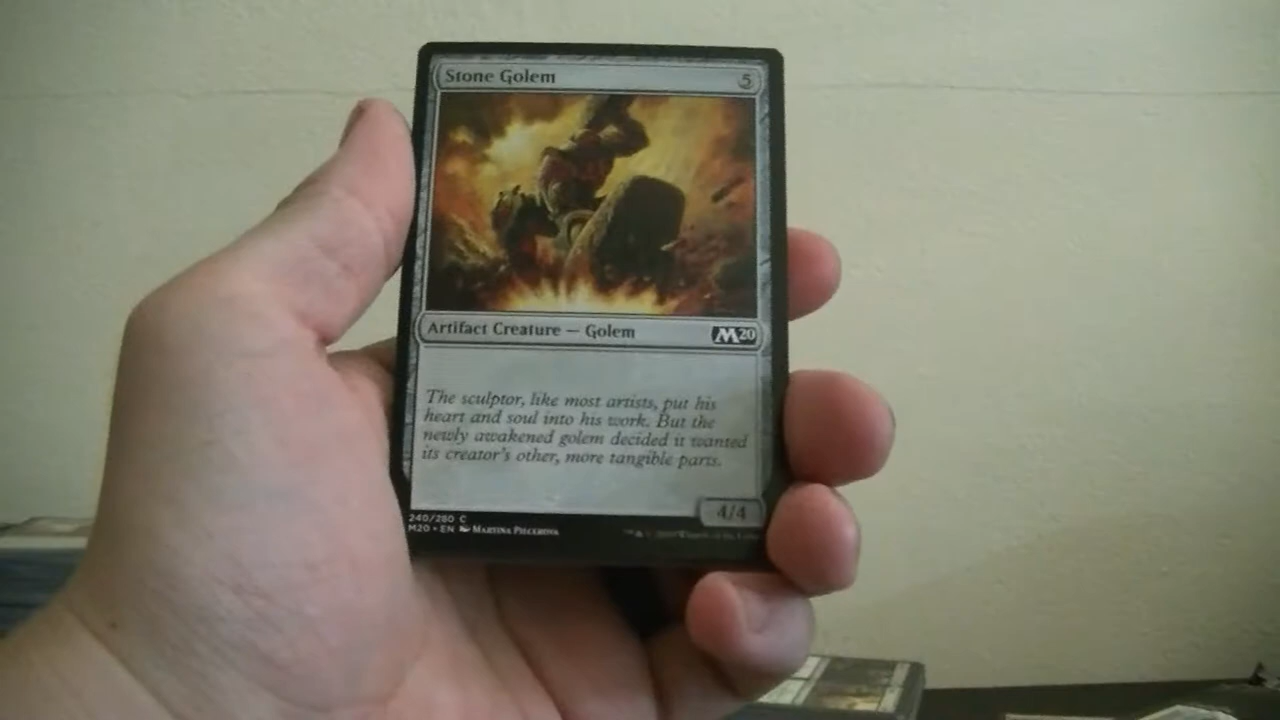 Stone Golem 5
Artifact Creature — Golem M20
The sculptor, like most artists, put his
heart and soul into his work. But the
newly awakened golem decided it wanted
its creator's other, more tangible parts.
4/4
240/280 C
M20 • EN Martina Pilcerova